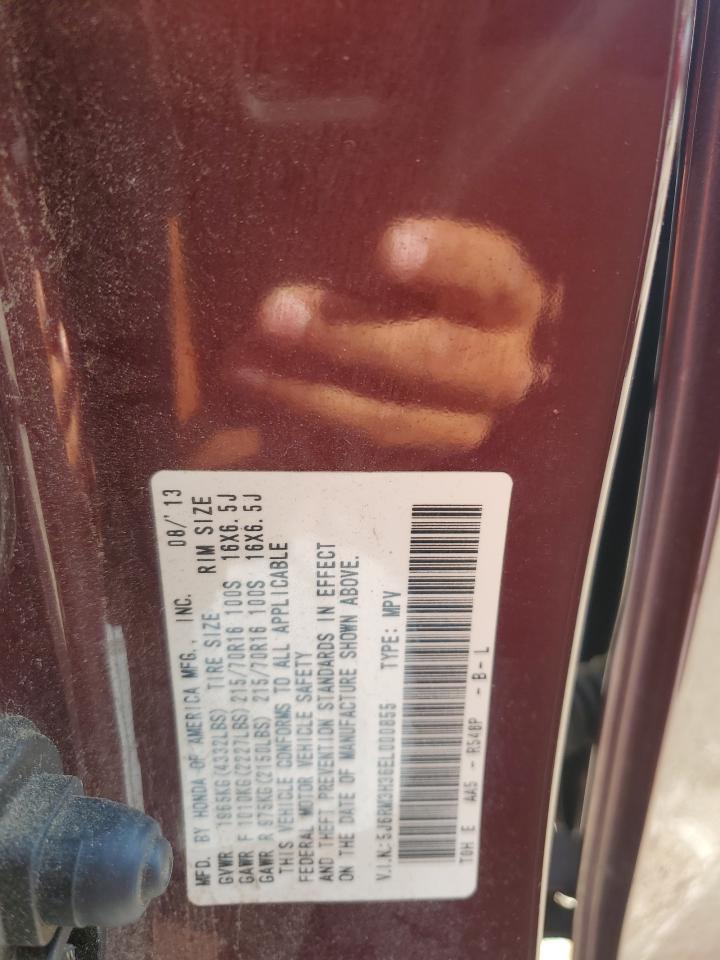 MFD. BY HONDA OF AMERICA MFG., INC. 08/'13
GVWR 1965KG(4332LBS) TIRE SIZE RIM SIZE
GAWR F 1010KG(2227LBS) 215/70R16 100S 16X6.5J
GAWR R 975KG(2150LBS) 215/70R16 100S 16X6.5J
THIS VEHICLE CONFORMS TO ALL APPLICABLE
FEDERAL MOTOR VEHICLE SAFETY
AND THEFT PREVENTION STANDARDS IN EFFECT
ON THE DATE OF MANUFACTURE SHOWN ABOVE.
V.I.N.: 5J6RM3H36EL000855 TYPE: MPV
T0H E AA5 - R548P - B - L